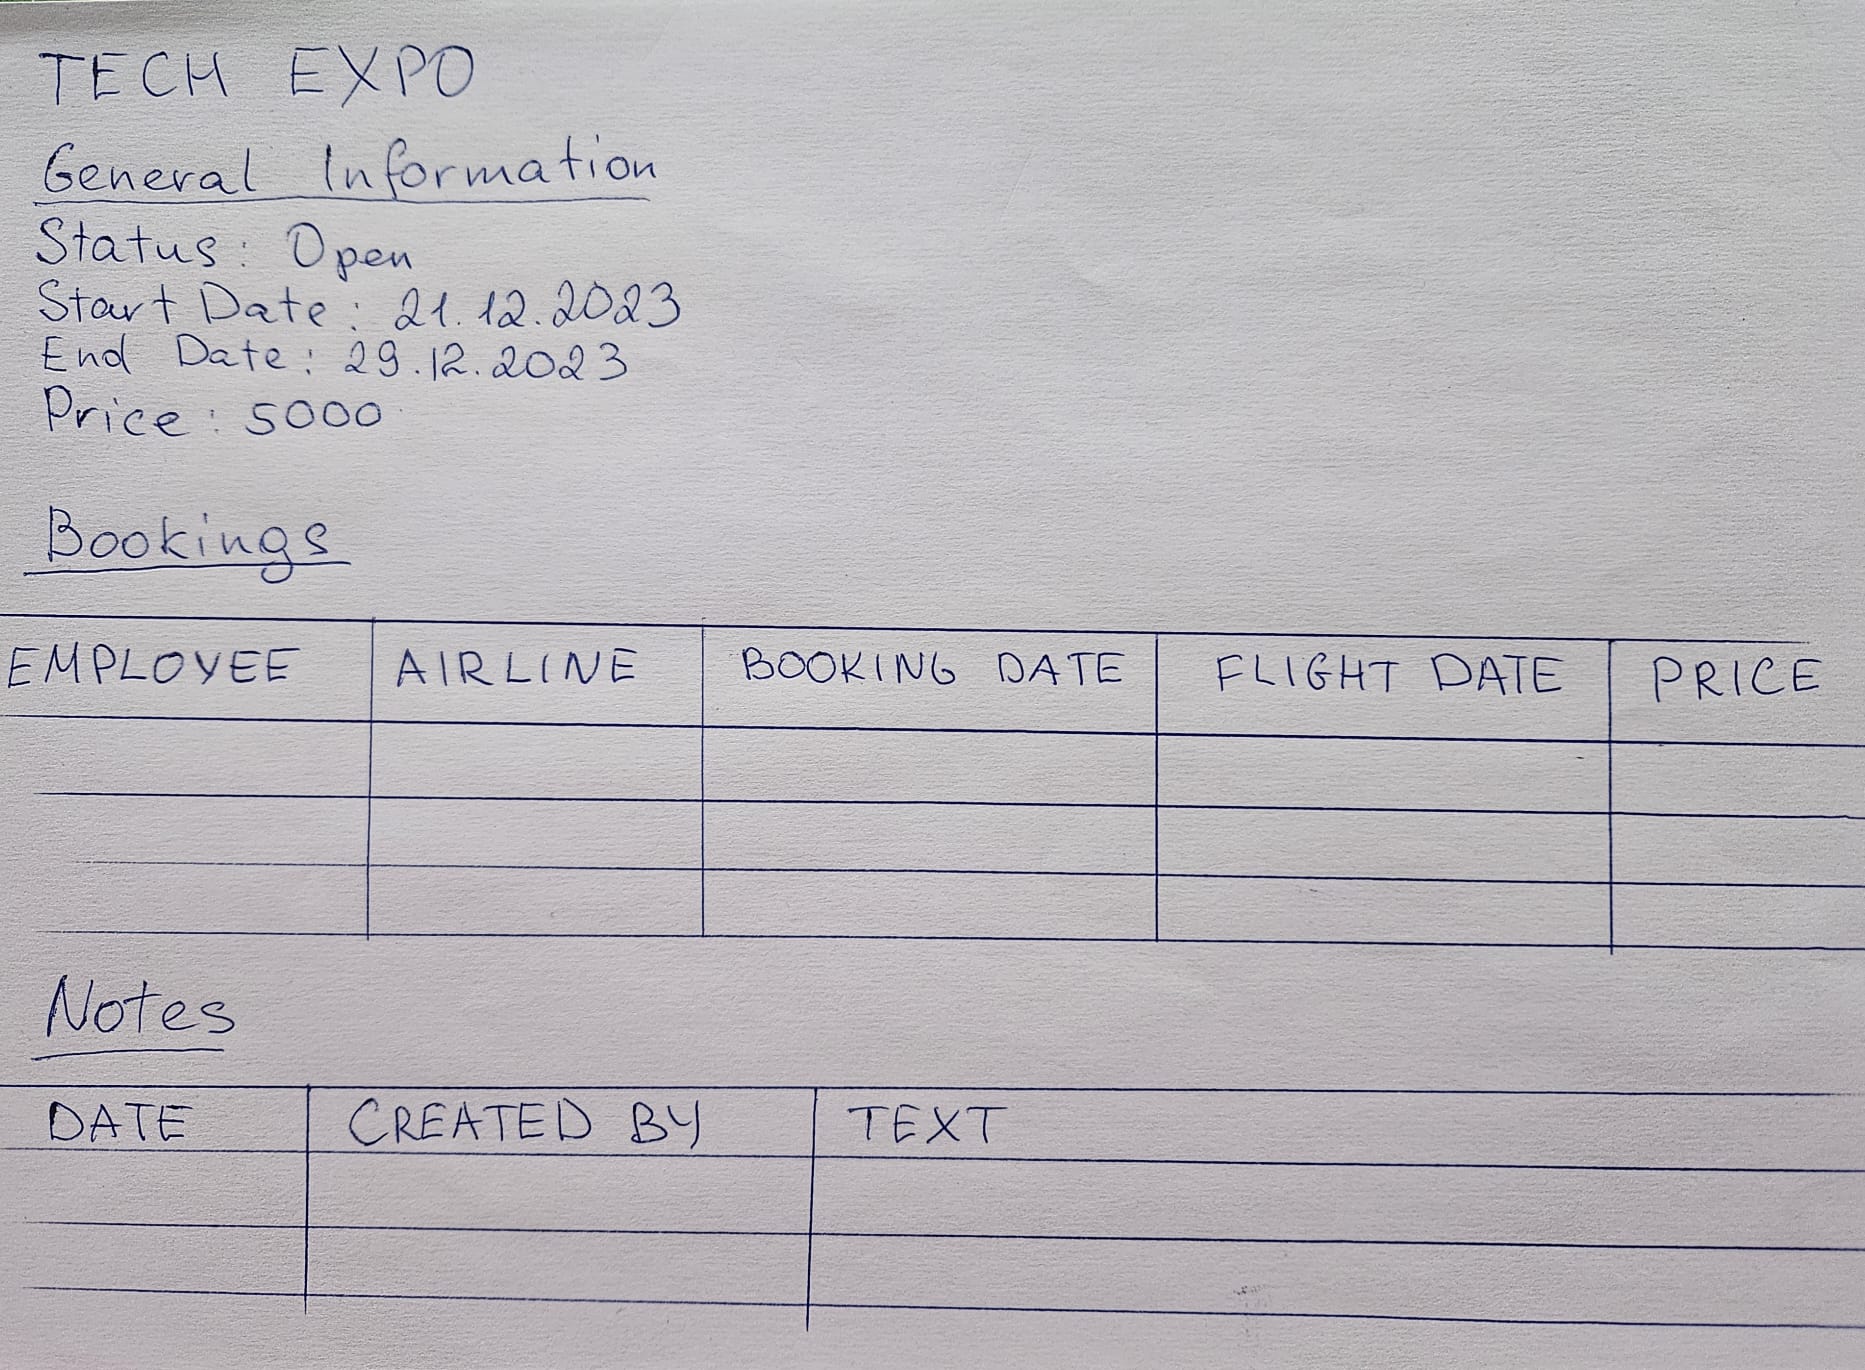 TECH EXPO
General Information
Status: Open
Start Date: 21.12.2023
End Date: 29.12.2023
Price: 5000
Bookings
EMPLOYEE AIRLINE BOOKING DATE FLIGHT DATE PRICE
Notes
DATE CREATED BY TEXT